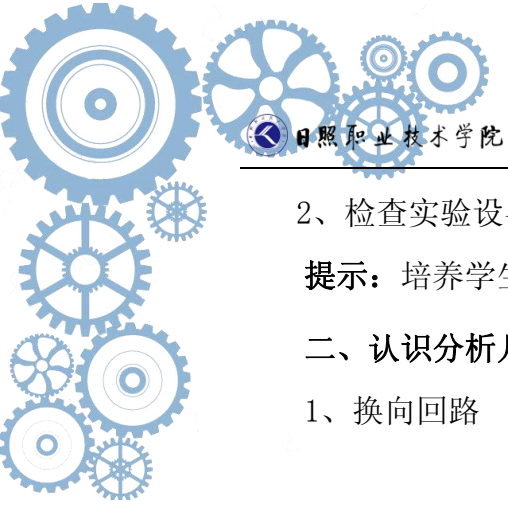 日照职业技术学院
2、检查实验设
提示：培养学生
二、认识分析
1、换向回路